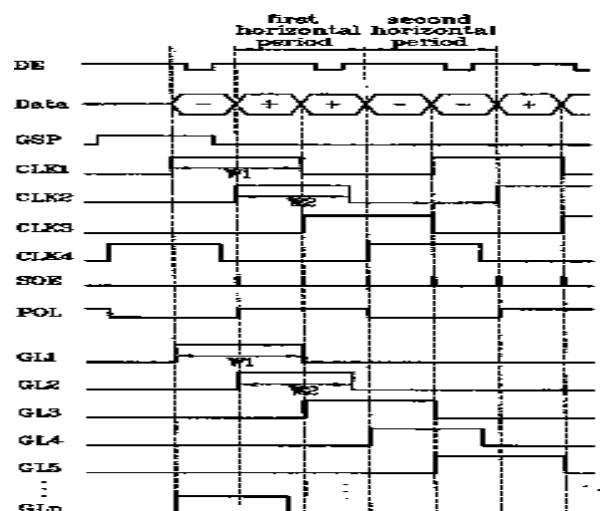 first second
horizontal horizontal
period period
DE
Data - + + - - +
GSP
CLK1
W1
CLK2
W2
CLK3
CLK4
SOE
POL
GL1
W1
GL2
W2
GL3
GL4
GL5
GLn